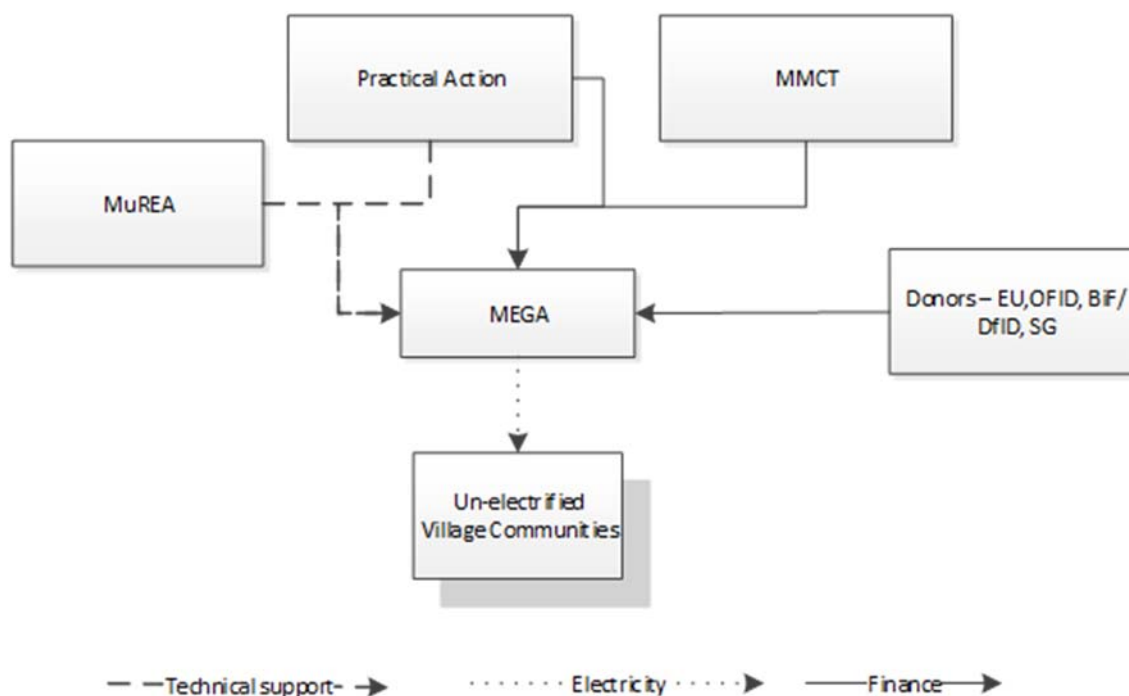 Practical Action
MMCT
MuREA
MEGA
Donors – EU,OFID, BiF/
DfID, SG
Un-electrified
Village Communities
Technical support
Electricity
Finance